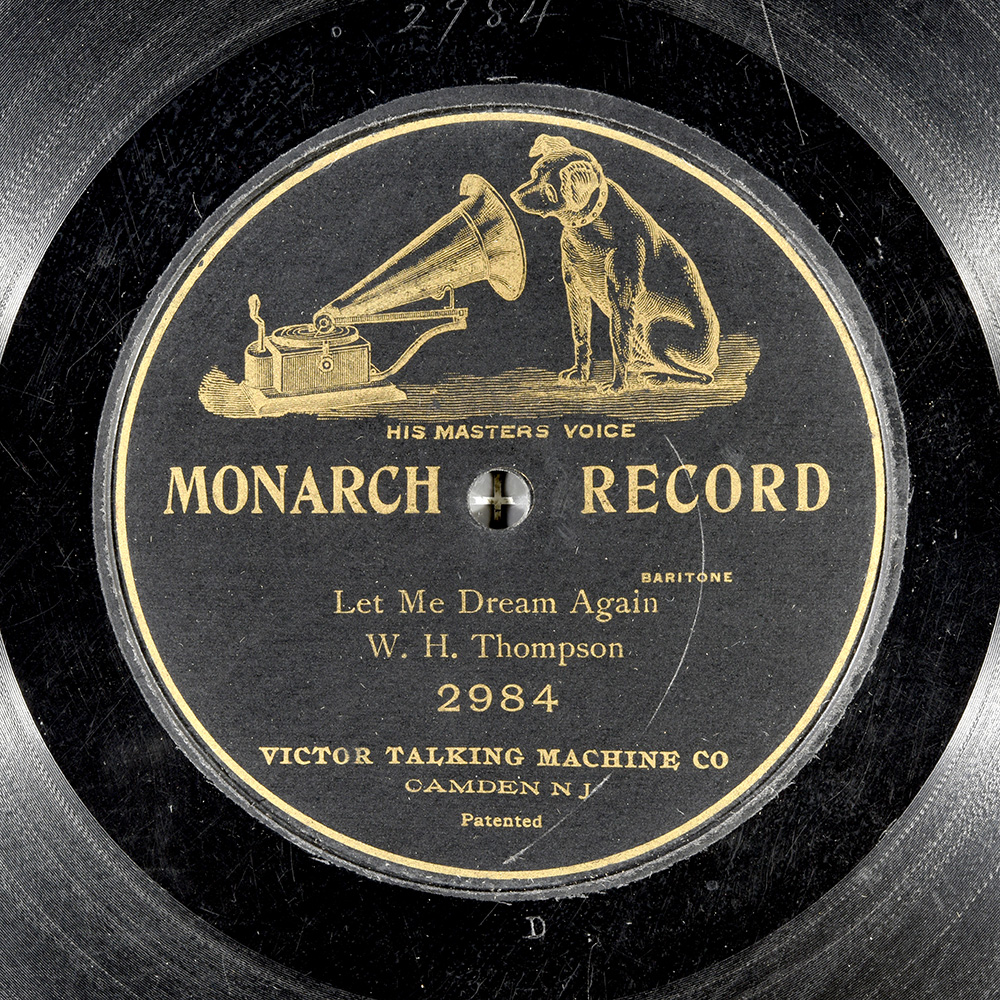 2984
HIS MASTERS VOICE
MONARCH RECORD
BARITONE
Let Me Dream Again
W. H. Thompson
2984
VICTOR TALKING MACHINE CO
CAMDEN N J
Patented
D